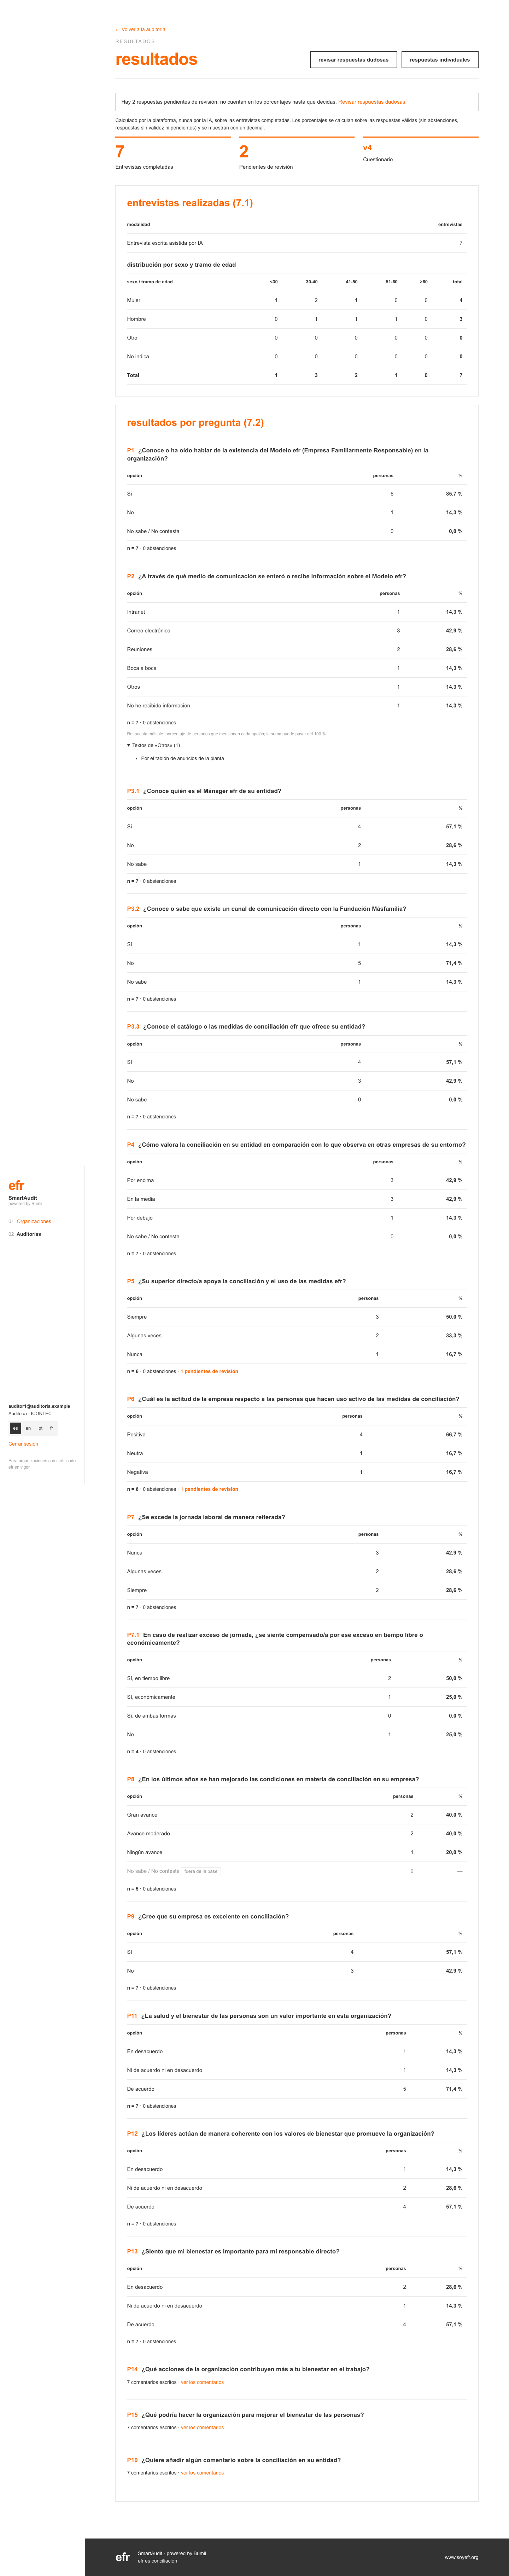 ← Volver a la auditoría
RESULTADOS
resultados
revisar respuestas dudosas
respuestas individuales
Hay 2 respuestas pendientes de revisión: no cuentan en los porcentajes hasta que decidas. Revisar respuestas dudosas
Calculado por la plataforma, nunca por la IA, sobre las entrevistas completadas. Los porcentajes se calculan sobre las respuestas válidas (sin abstenciones, respuestas sin validez ni pendientes) y se muestran con un decimal.
7
Entrevistas completadas
2
Pendientes de revisión
v4
Cuestionario
entrevistas realizadas (7.1)
modalidad entrevistas
Entrevista escrita asistida por IA 7
distribución por sexo y tramo de edad
sexo / tramo de edad <30 30-40 41-50 51-60 >60 total
Mujer 1 2 1 0 0 4
Hombre 0 1 1 1 0 3
Otro 0 0 0 0 0 0
No indica 0 0 0 0 0 0
Total 1 3 2 1 0 7
resultados por pregunta (7.2)
P1 ¿Conoce o ha oído hablar de la existencia del Modelo efr (Empresa Familiarmente Responsable) en la organización?
opción personas %
Sí 6 85,7 %
No 1 14,3 %
No sabe / No contesta 0 0,0 %
n = 7 · 0 abstenciones
P2 ¿A través de qué medio de comunicación se enteró o recibe información sobre el Modelo efr?
opción personas %
Intranet 1 14,3 %
Correo electrónico 3 42,9 %
Reuniones 2 28,6 %
Boca a boca 1 14,3 %
Otros 1 14,3 %
No he recibido información 1 14,3 %
n = 7 · 0 abstenciones
Respuesta múltiple: porcentaje de personas que mencionan cada opción; la suma puede pasar del 100 %.
▼ Textos de «Otros» (1)
• Por el tablón de anuncios de la planta
P3.1 ¿Conoce quién es el Mánager efr de su entidad?
opción personas %
Sí 4 57,1 %
No 2 28,6 %
No sabe 1 14,3 %
n = 7 · 0 abstenciones
P3.2 ¿Conoce o sabe que existe un canal de comunicación directo con la Fundación Másfamilia?
opción personas %
Sí 1 14,3 %
No 5 71,4 %
No sabe 1 14,3 %
n = 7 · 0 abstenciones
P3.3 ¿Conoce el catálogo o las medidas de conciliación efr que ofrece su entidad?
opción personas %
Sí 4 57,1 %
No 3 42,9 %
No sabe 0 0,0 %
n = 7 · 0 abstenciones
P4 ¿Cómo valora la conciliación en su entidad en comparación con lo que observa en otras empresas de su entorno?
opción personas %
Por encima 3 42,9 %
En la media 3 42,9 %
Por debajo 1 14,3 %
No sabe / No contesta 0 0,0 %
n = 7 · 0 abstenciones
efr
SmartAudit
powered by Bumii
01 Organizaciones
02 Auditorías
P5 ¿Su superior directo/a apoya la conciliación y el uso de las medidas efr?
opción personas %
Siempre 3 50,0 %
Algunas veces 2 33,3 %
Nunca 1 16,7 %
n = 6 · 0 abstenciones · 1 pendientes de revisión
auditor1@auditoria.example
Auditoría · ICONTEC
es en pt fr
Cerrar sesión
Para organizaciones con certificado efr en vigor.
P6 ¿Cuál es la actitud de la empresa respecto a las personas que hacen uso activo de las medidas de conciliación?
opción personas %
Positiva 4 66,7 %
Neutra 1 16,7 %
Negativa 1 16,7 %
n = 6 · 0 abstenciones · 1 pendientes de revisión
P7 ¿Se excede la jornada laboral de manera reiterada?
opción personas %
Nunca 3 42,9 %
Algunas veces 2 28,6 %
Siempre 2 28,6 %
n = 7 · 0 abstenciones
P7.1 En caso de realizar exceso de jornada, ¿se siente compensado/a por ese exceso en tiempo libre o económicamente?
opción personas %
Sí, en tiempo libre 2 50,0 %
Sí, económicamente 1 25,0 %
Sí, de ambas formas 0 0,0 %
No 1 25,0 %
n = 4 · 0 abstenciones
P8 ¿En los últimos años se han mejorado las condiciones en materia de conciliación en su empresa?
opción personas %
Gran avance 2 40,0 %
Avance moderado 2 40,0 %
Ningún avance 1 20,0 %
No sabe / No contesta fuera de la base 2 —
n = 5 · 0 abstenciones
P9 ¿Cree que su empresa es excelente en conciliación?
opción personas %
Sí 4 57,1 %
No 3 42,9 %
n = 7 · 0 abstenciones
P11 ¿La salud y el bienestar de las personas son un valor importante en esta organización?
opción personas %
En desacuerdo 1 14,3 %
Ni de acuerdo ni en desacuerdo 1 14,3 %
De acuerdo 5 71,4 %
n = 7 · 0 abstenciones
P12 ¿Los líderes actúan de manera coherente con los valores de bienestar que promueve la organización?
opción personas %
En desacuerdo 1 14,3 %
Ni de acuerdo ni en desacuerdo 2 28,6 %
De acuerdo 4 57,1 %
n = 7 · 0 abstenciones
P13 ¿Siento que mi bienestar es importante para mi responsable directo?
opción personas %
En desacuerdo 2 28,6 %
Ni de acuerdo ni en desacuerdo 1 14,3 %
De acuerdo 4 57,1 %
n = 7 · 0 abstenciones
P14 ¿Qué acciones de la organización contribuyen más a tu bienestar en el trabajo?
7 comentarios escritos · ver los comentarios
P15 ¿Qué podría hacer la organización para mejorar el bienestar de las personas?
7 comentarios escritos · ver los comentarios
P10 ¿Quiere añadir algún comentario sobre la conciliación en su entidad?
7 comentarios escritos · ver los comentarios
efr
SmartAudit · powered by Bumii
efr es conciliación
www.soyefr.org